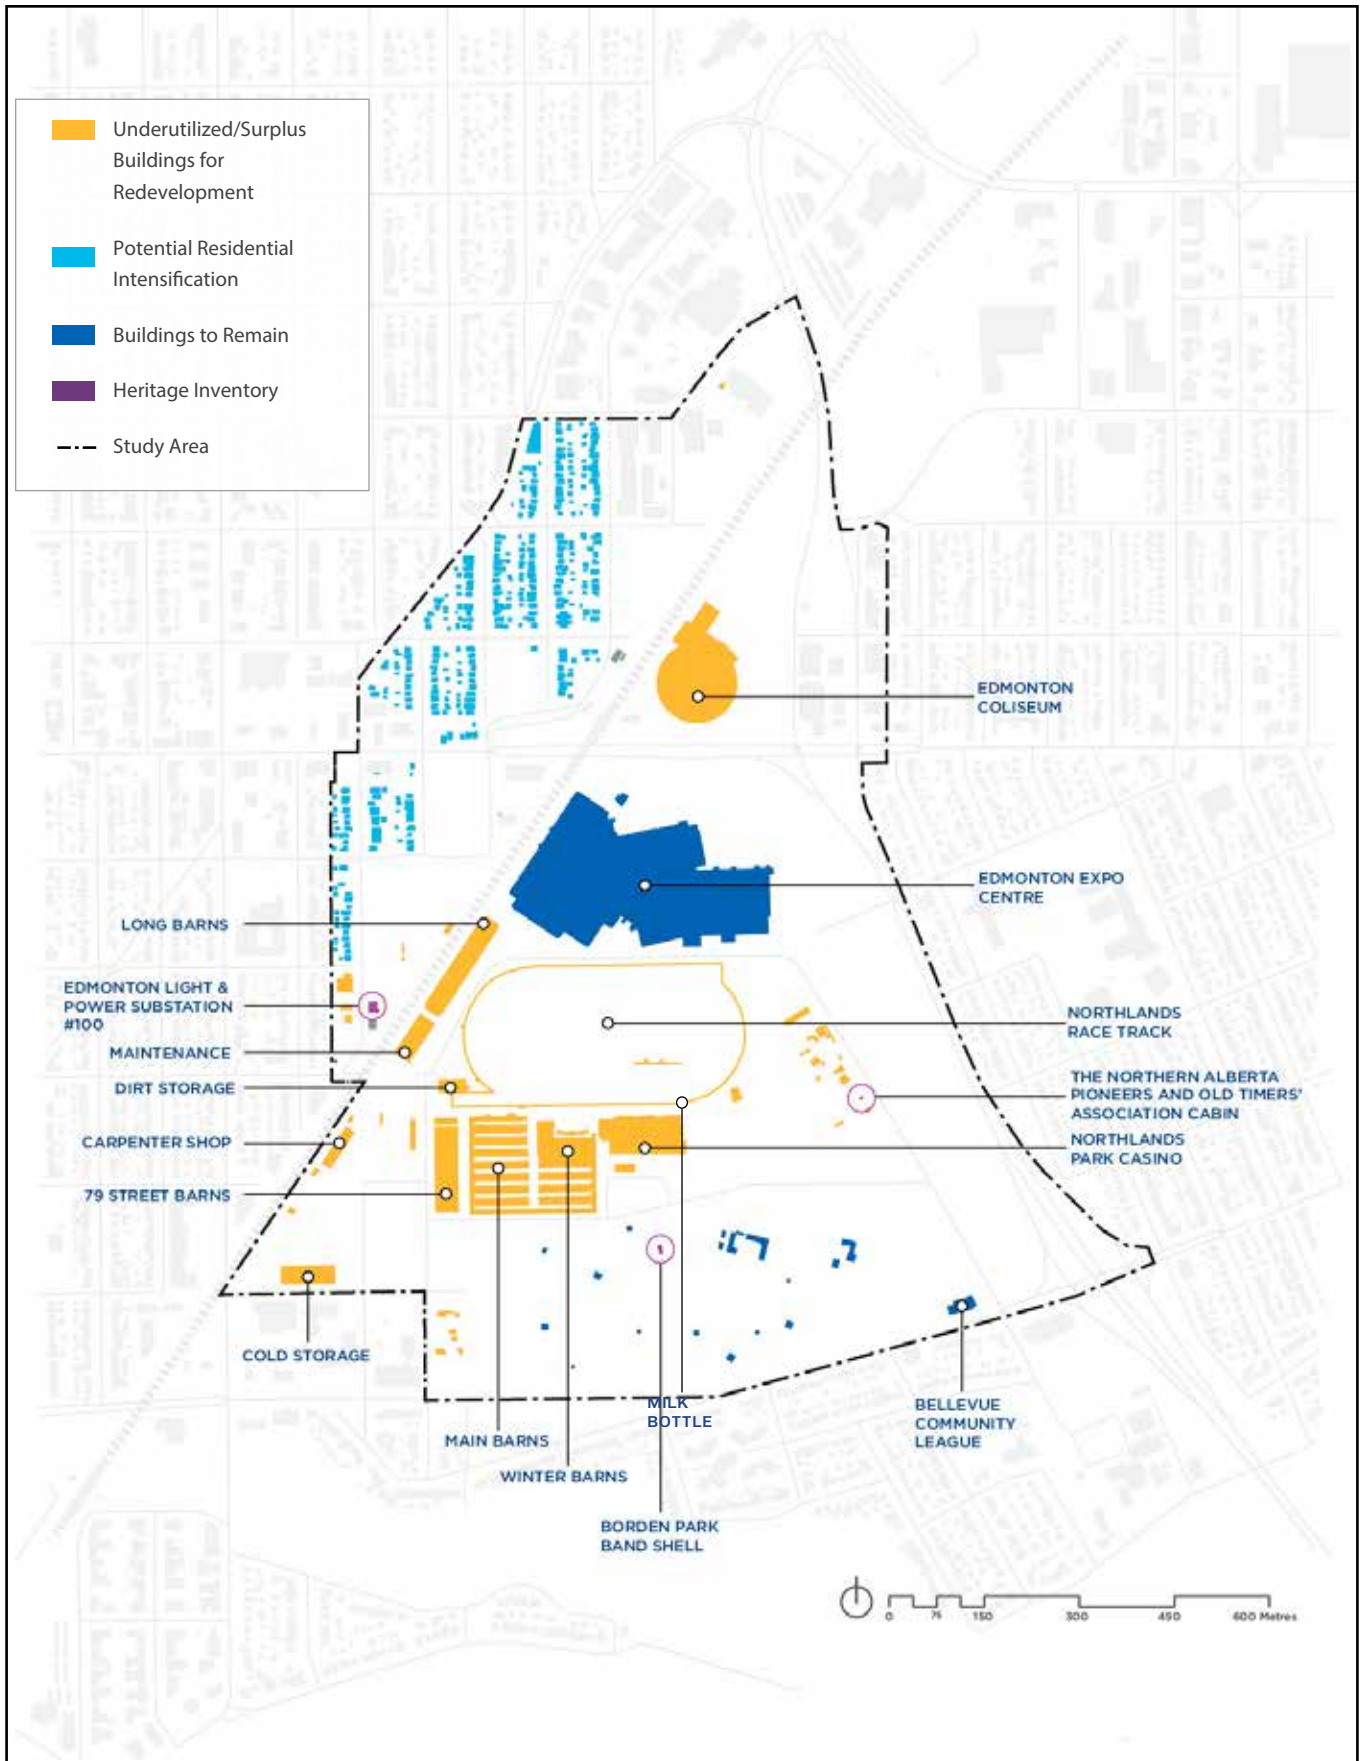 Underutilized/Surplus
Buildings for
Redevelopment
Potential Residential
Intensification
Buildings to Remain
Heritage Inventory
Study Area
EDMONTON
COLISEUM
EDMONTON EXPO
CENTRE
LONG BARNS
EDMONTON LIGHT &
POWER SUBSTATION
#100
NORTHLANDS
RACE TRACK
MAINTENANCE
DIRT STORAGE
THE NORTHERN ALBERTA
PIONEERS AND OLD TIMERS'
ASSOCIATION CABIN
CARPENTER SHOP
NORTHLANDS
PARK CASINO
79 STREET BARNS
COLD STORAGE
MILK
BOTTLE
BELLEVUE
COMMUNITY
LEAGUE
MAIN BARNS
WINTER BARNS
BORDEN PARK
BAND SHELL
0 75 150 300 450 600 Metres